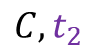 C, t₂